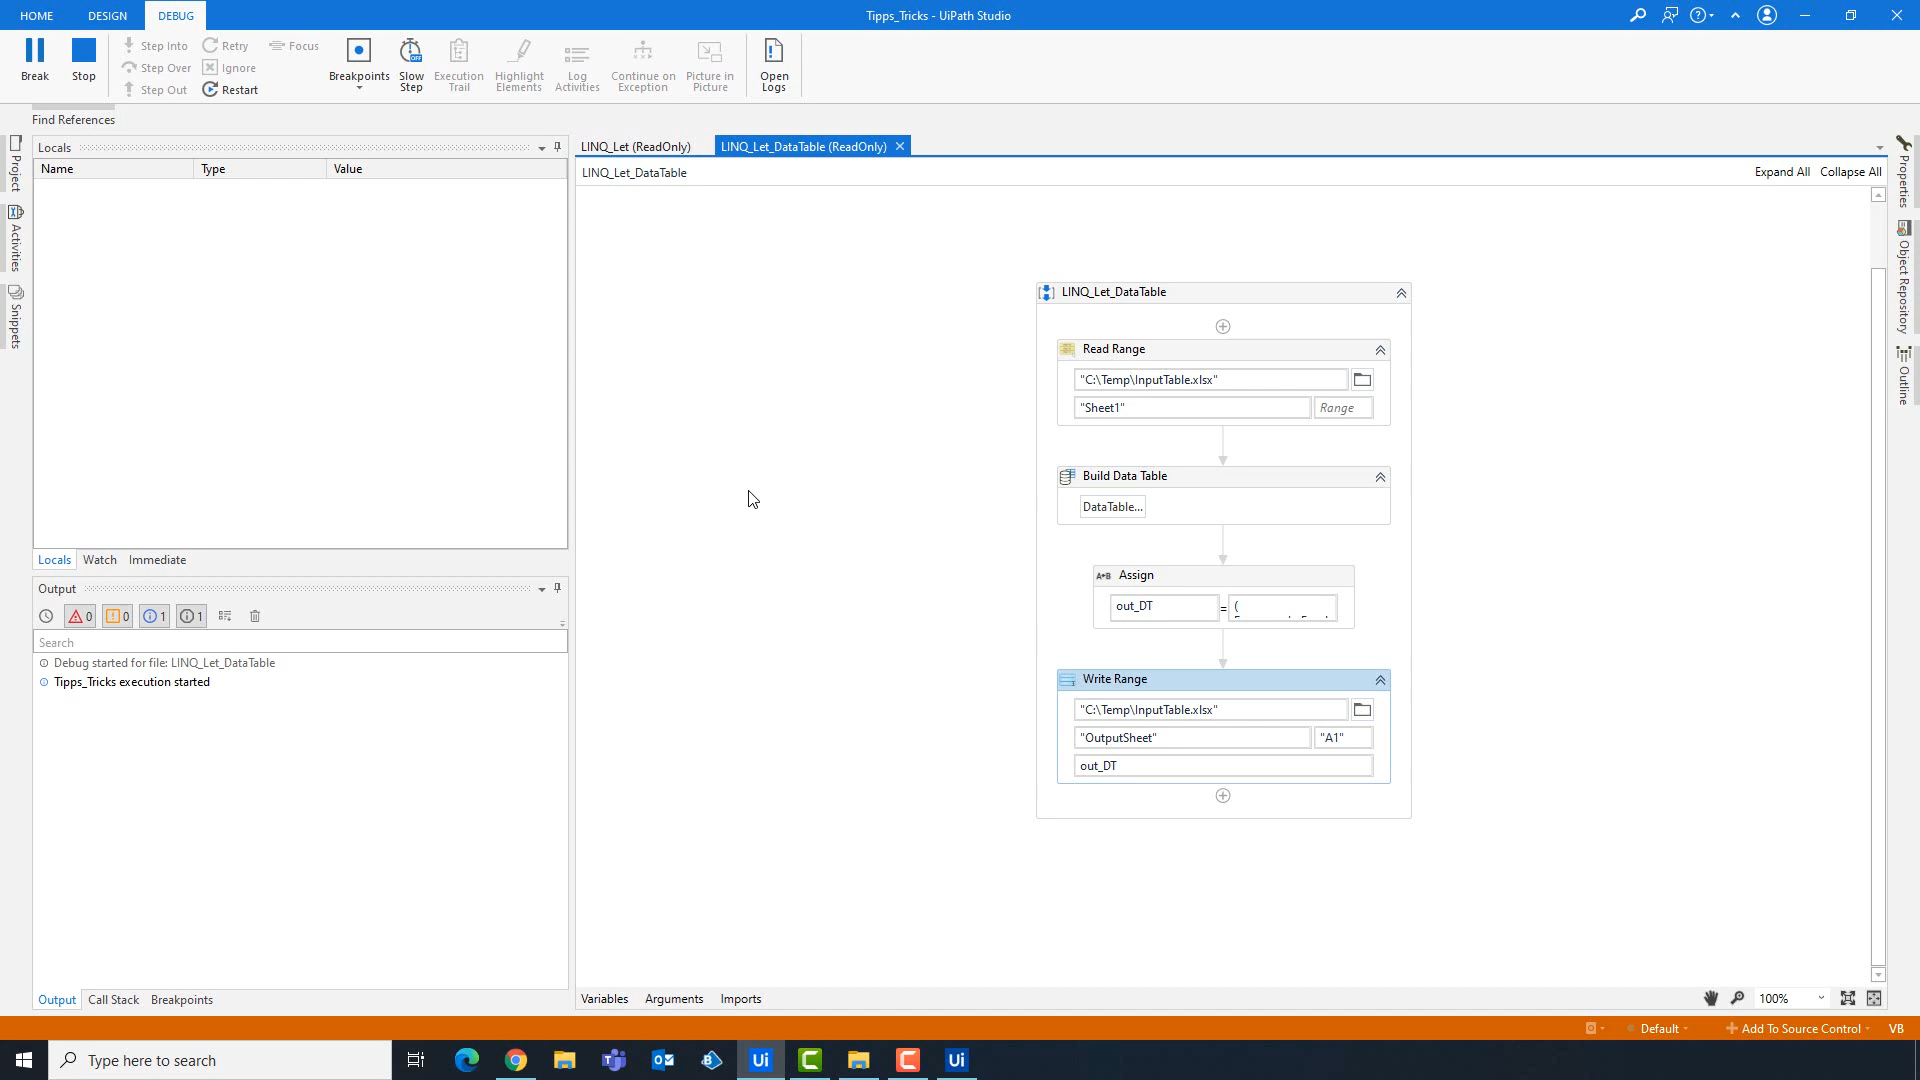 HOME DESIGN DEBUG Tipps_Tricks - UiPath Studio
Break Stop
Step Into Retry Focus
Step Over Ignore
Step Out Restart
Breakpoints Slow Step Execution Trail Highlight Elements Log Activities Continue on Exception Picture in Picture Open Logs
Find References
Project
Activities
Snippets
Locals
Name Type Value
Locals Watch Immediate
Output
0 0 1 1
Search
Debug started for file: LINQ_Let_DataTable
Tipps_Tricks execution started
Output Call Stack Breakpoints
LINQ_Let (ReadOnly) LINQ_Let_DataTable (ReadOnly)
LINQ_Let_DataTable Expand All Collapse All
LINQ_Let_DataTable
Read Range
"C:\Temp\InputTable.xlsx"
"Sheet1" Range
Build Data Table
DataTable...
A+B Assign
out_DT = (
Write Range
"C:\Temp\InputTable.xlsx"
"OutputSheet" "A1"
out_DT
Variables Arguments Imports 100%
Properties
Object Repository
Outline
Default Add To Source Control VB
Type here to search
Ui Ui